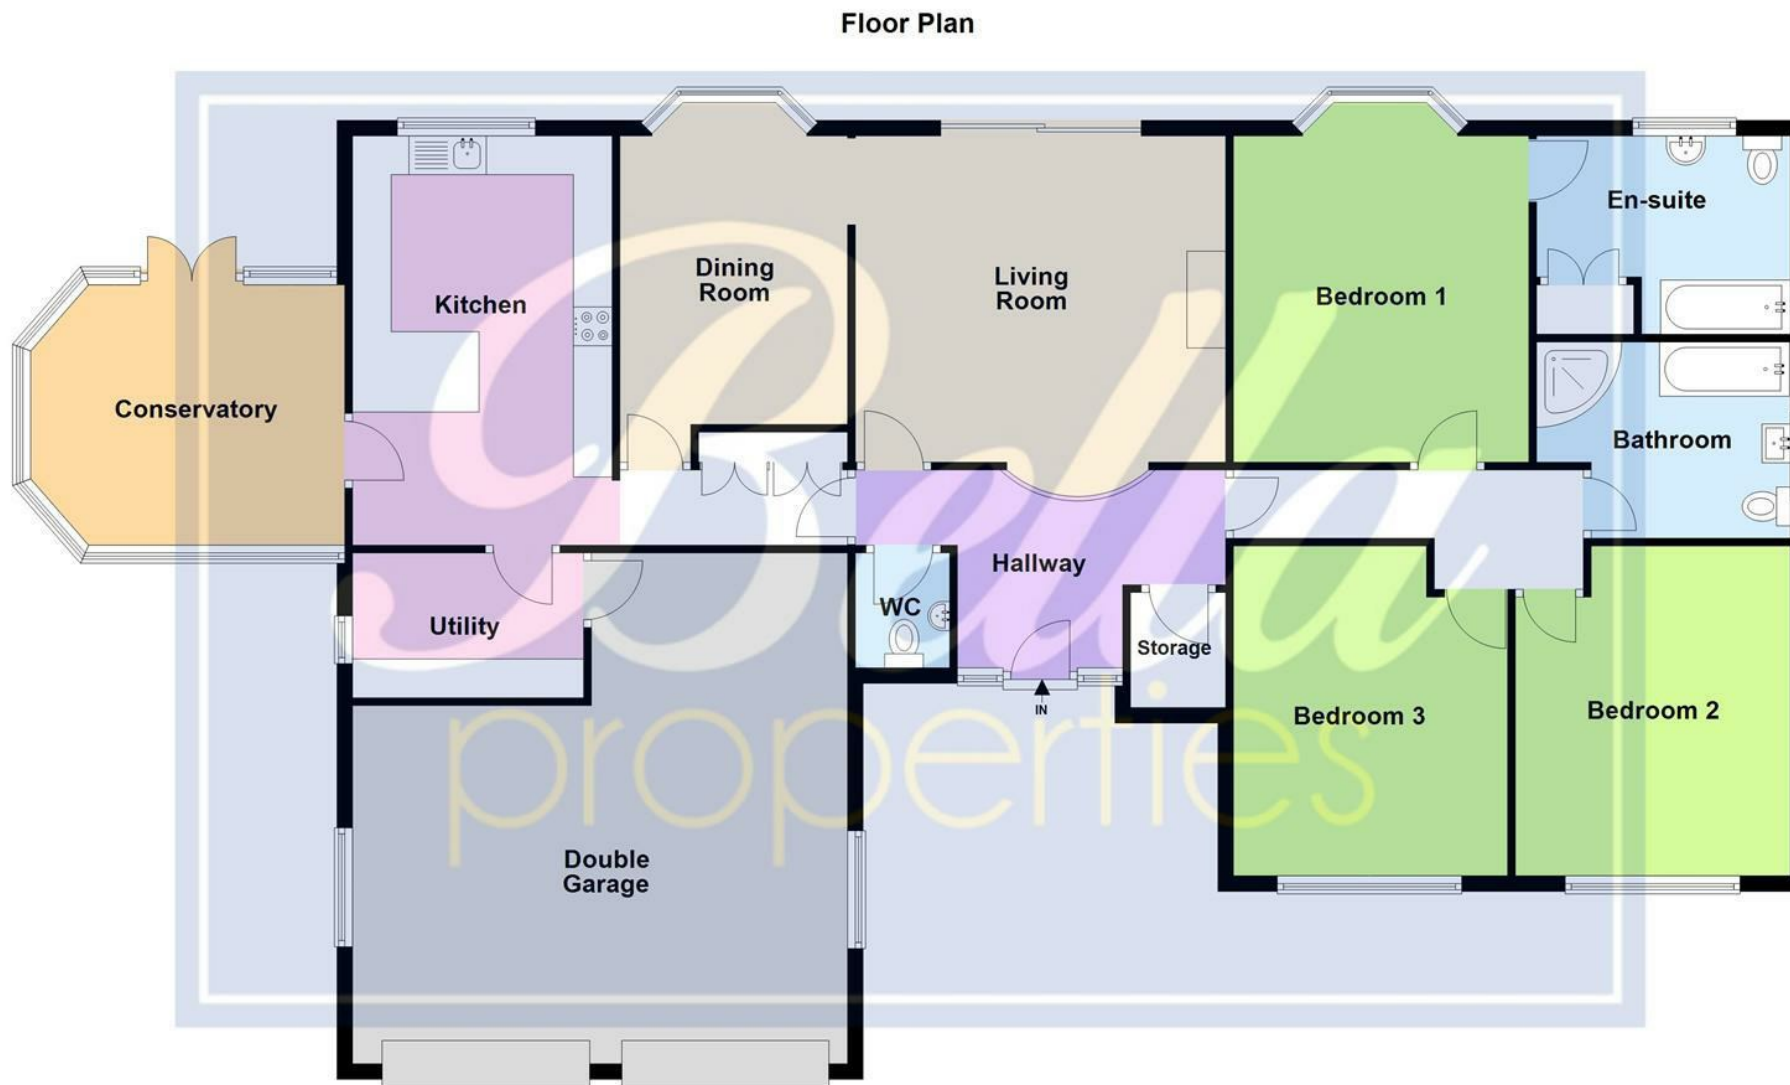 Floor Plan
En-suite
Dining
Room
Living
Room
Kitchen
Bedroom 1
Conservatory
Bathroom
Hallway
WC
Utility
Storage
IN
Bedroom 3
Bedroom 2
Double
Garage
Bella
properties